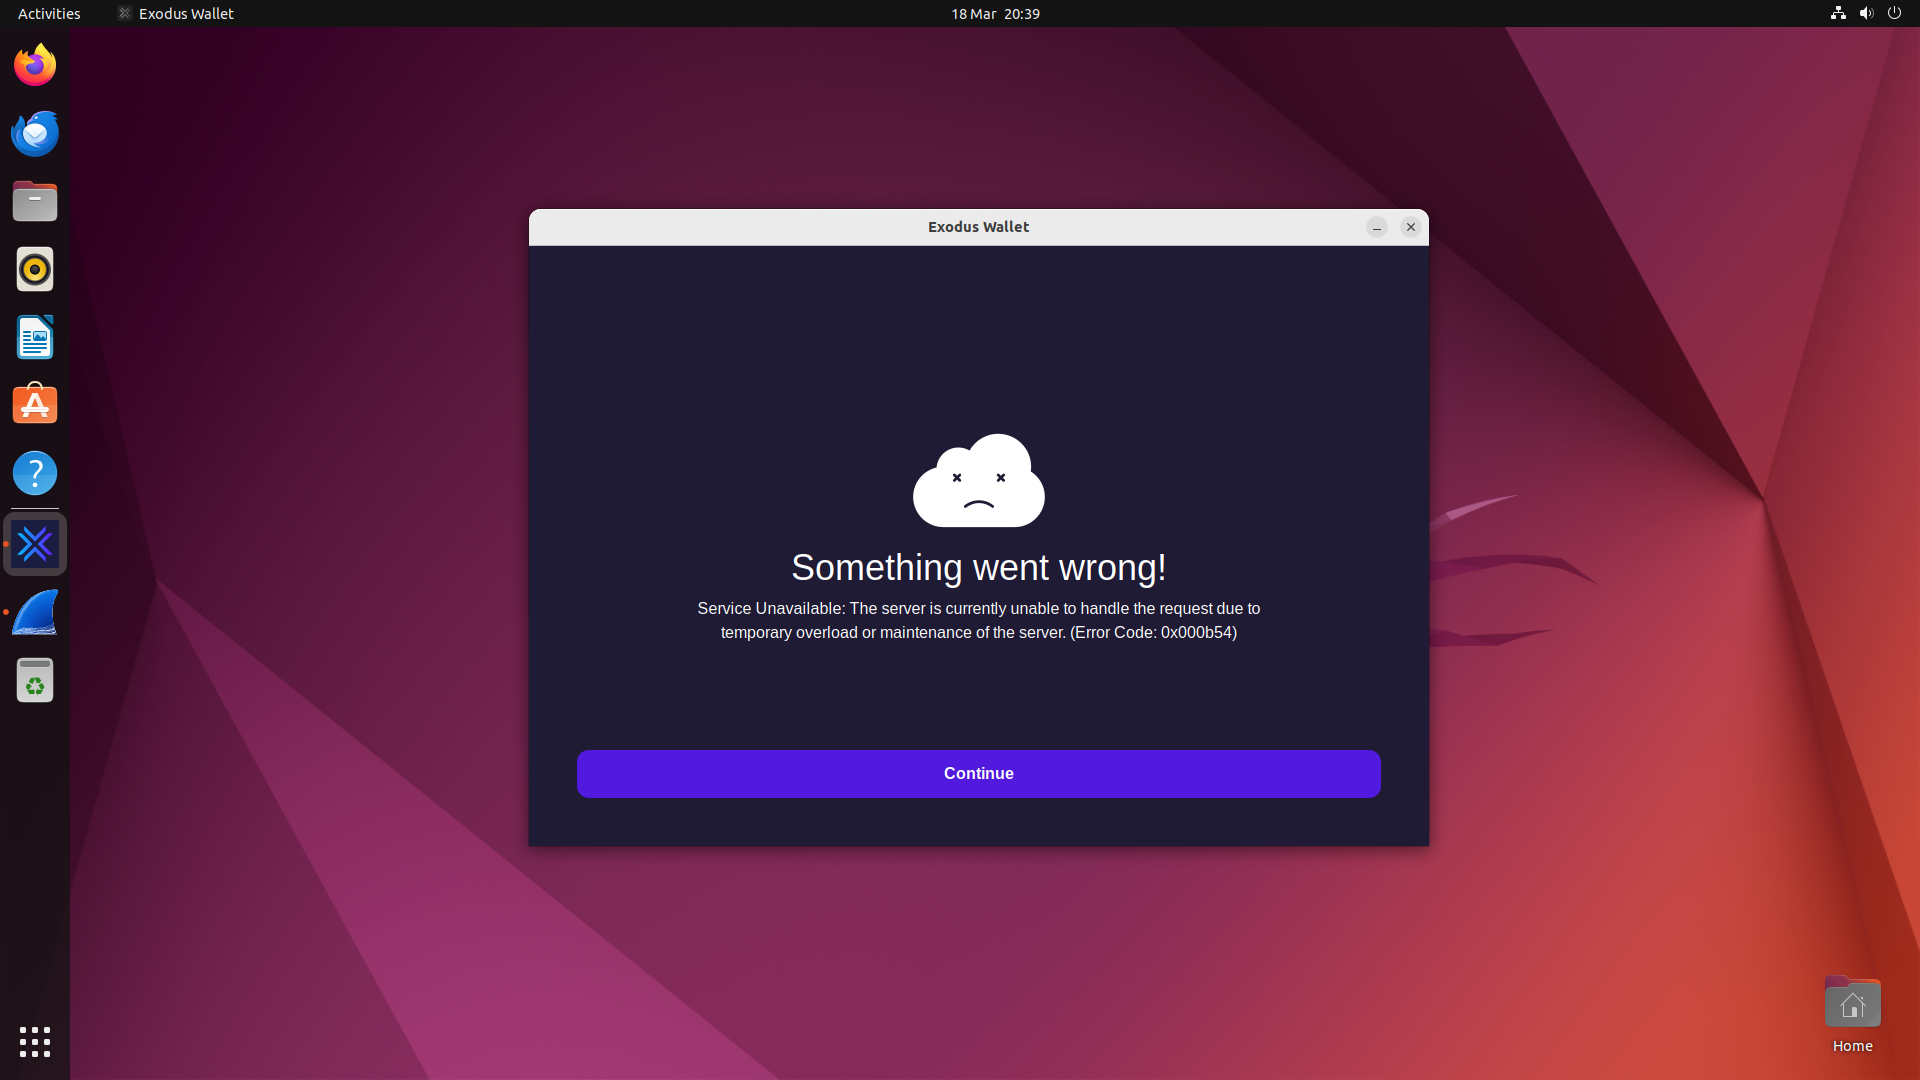 Activities
Exodus Wallet
18 Mar 20:39
Exodus Wallet
Something went wrong!
Service Unavailable: The server is currently unable to handle the request due to
temporary overload or maintenance of the server. (Error Code: 0x000b54)
Continue
Home